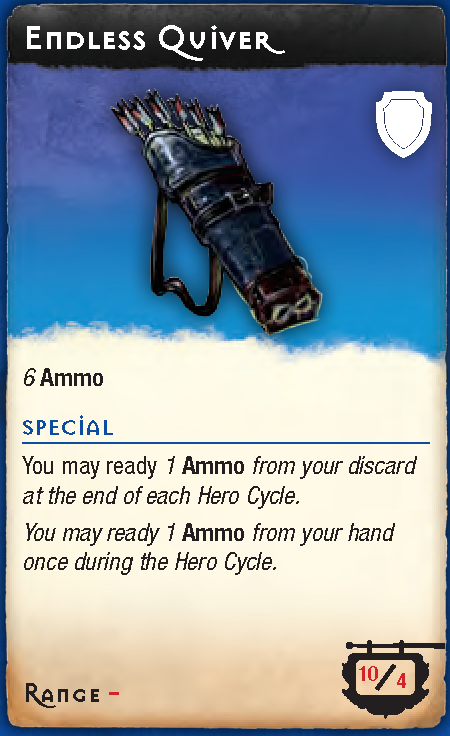 Endless Quiver
6 Ammo
SPECIAL
You may ready 1 Ammo from your discard
at the end of each Hero Cycle.
You may ready 1 Ammo from your hand
once during the Hero Cycle.
Range –
10/4